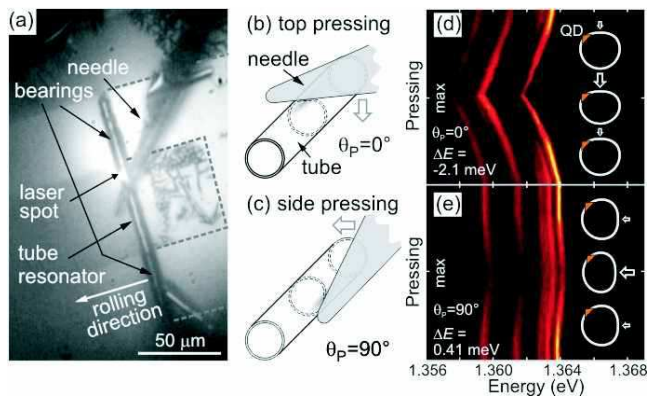 (a)
needle
bearings
laser
spot
tube
resonator
rolling
direction
50 μm
(b) top pressing
needle
θP=0°
tube
(c) side pressing
θP=90°
(d)
QD
Pressing
max
θP=0°
ΔE =
-2.1 meV
(e)
Pressing
max
θP=90°
ΔE =
0.41 meV
1.356 1.360 1.364 1.368
Energy (eV)